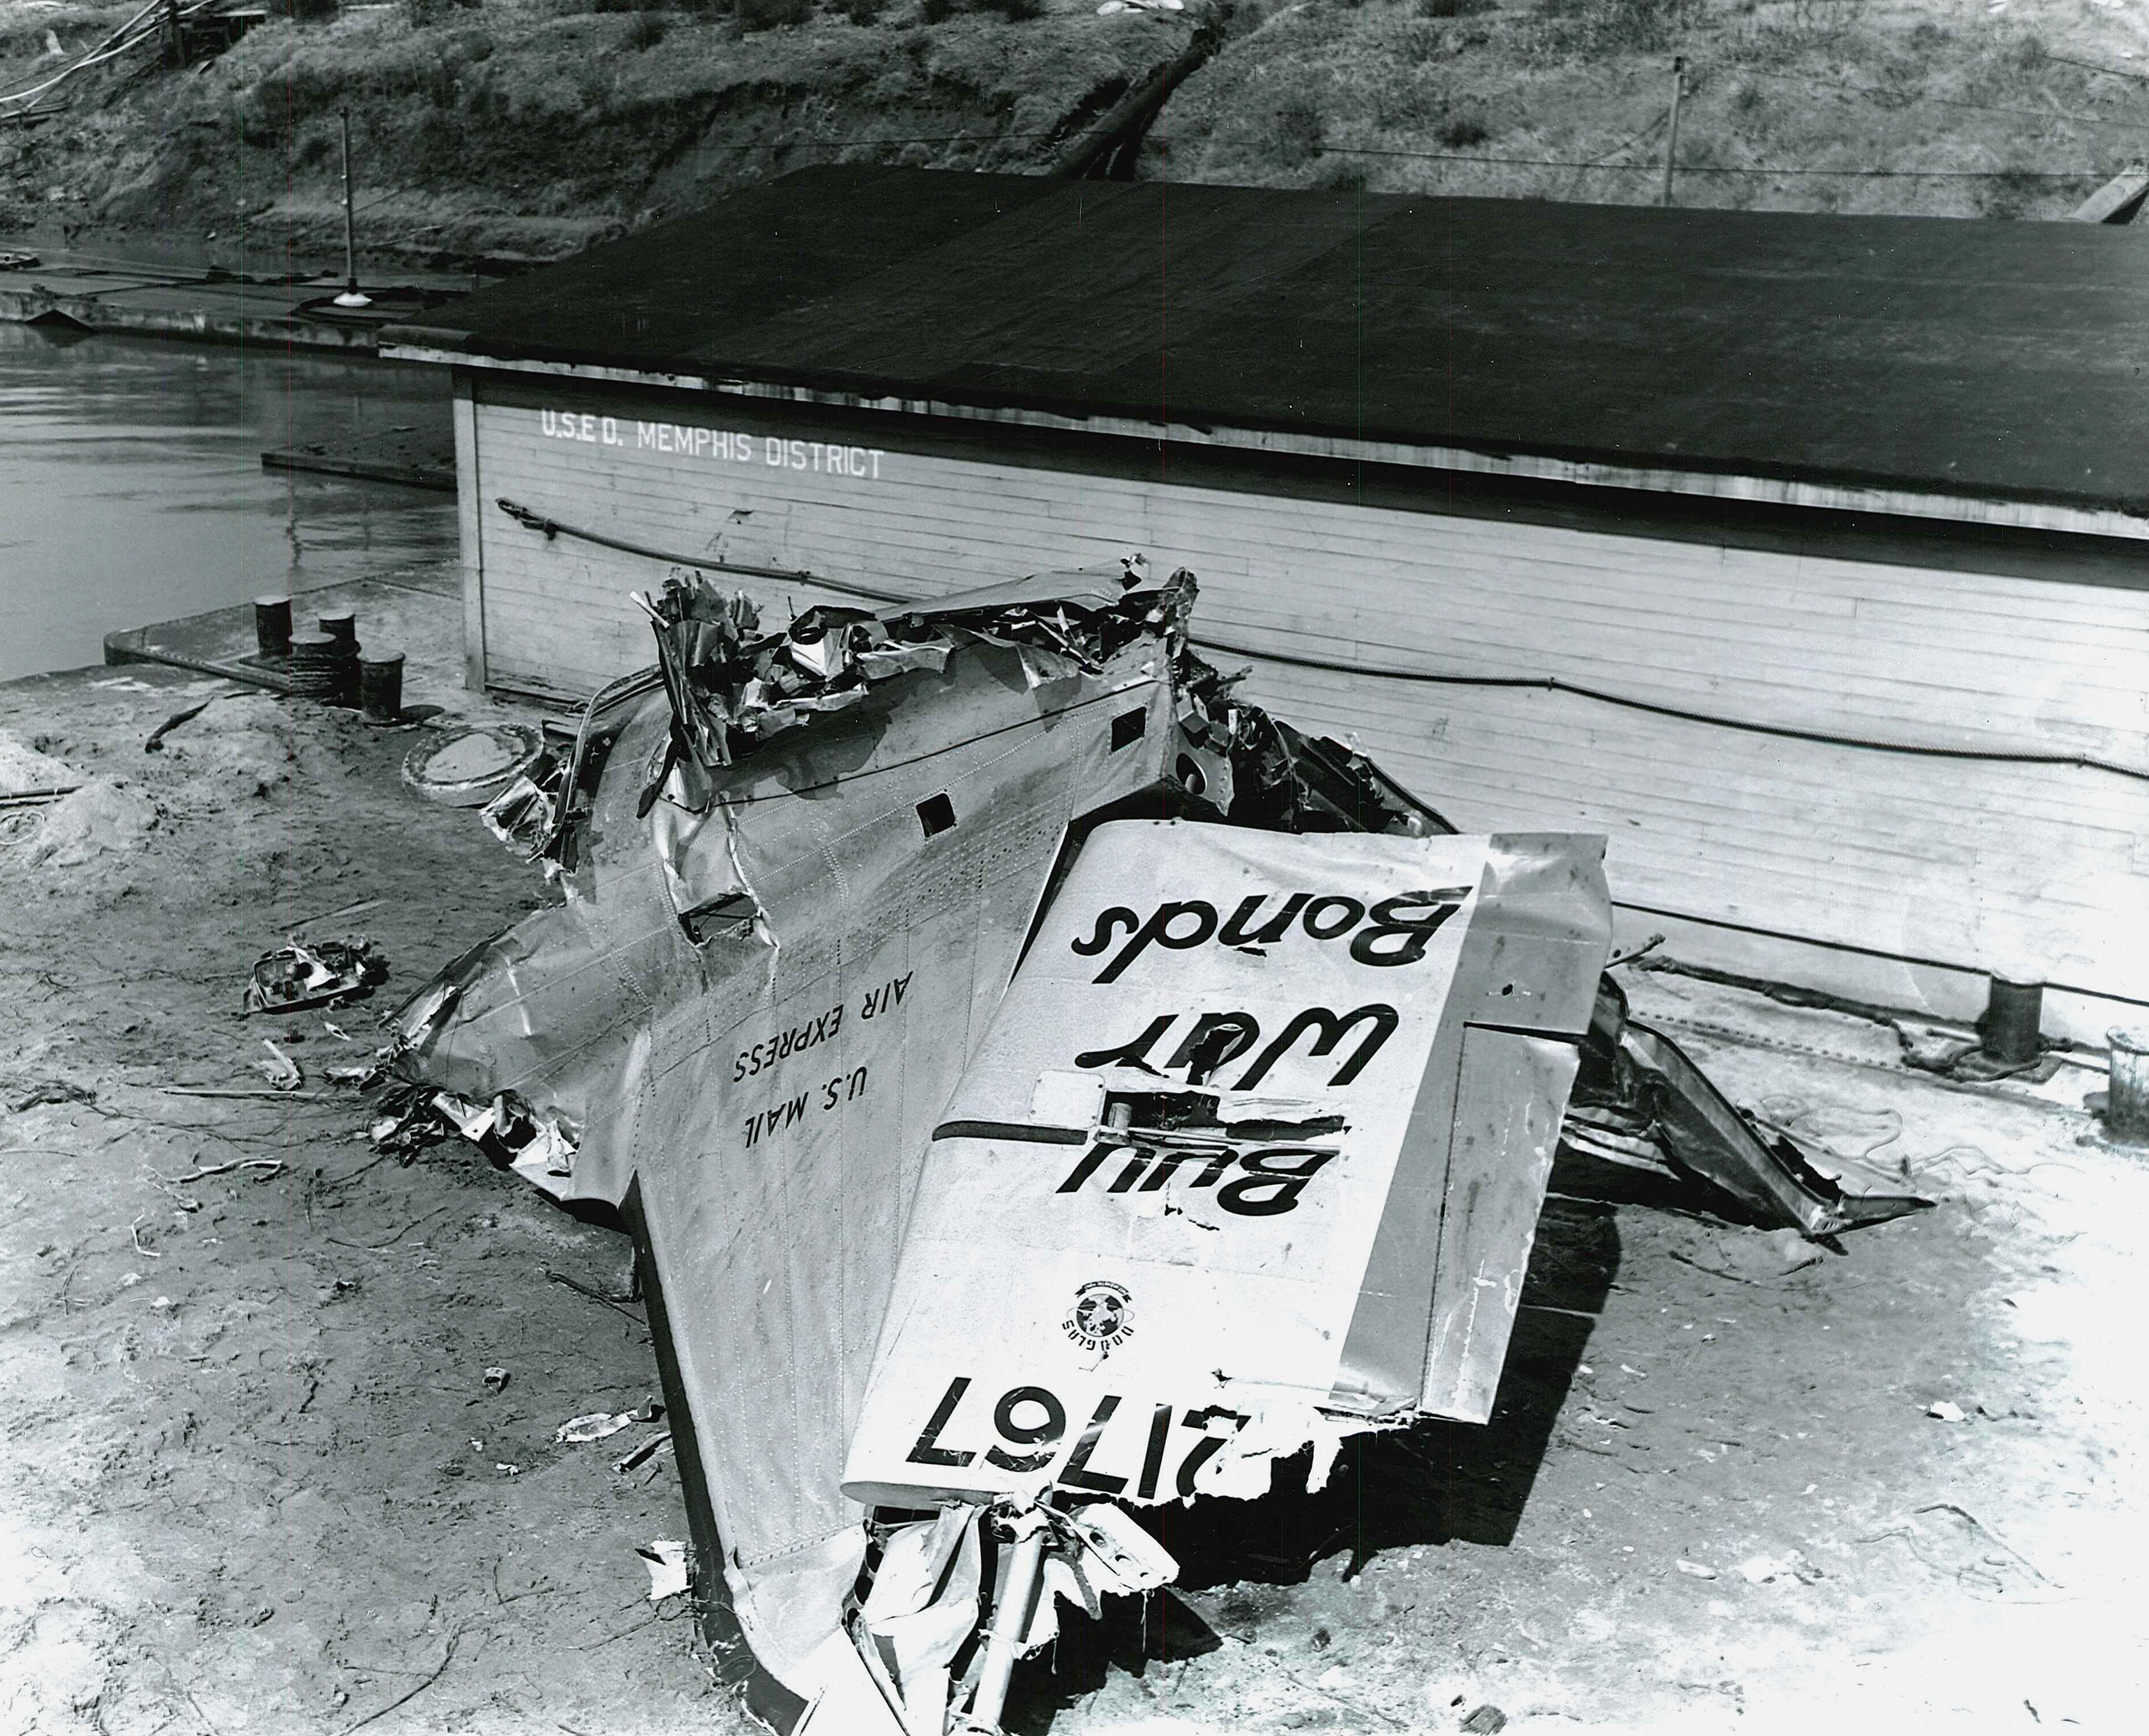 U.S.E D. MEMPHIS DISTRICT
U.S. MAIL
AIR EXPRESS
21767
DOUGLAS
Buy
War
Bonds